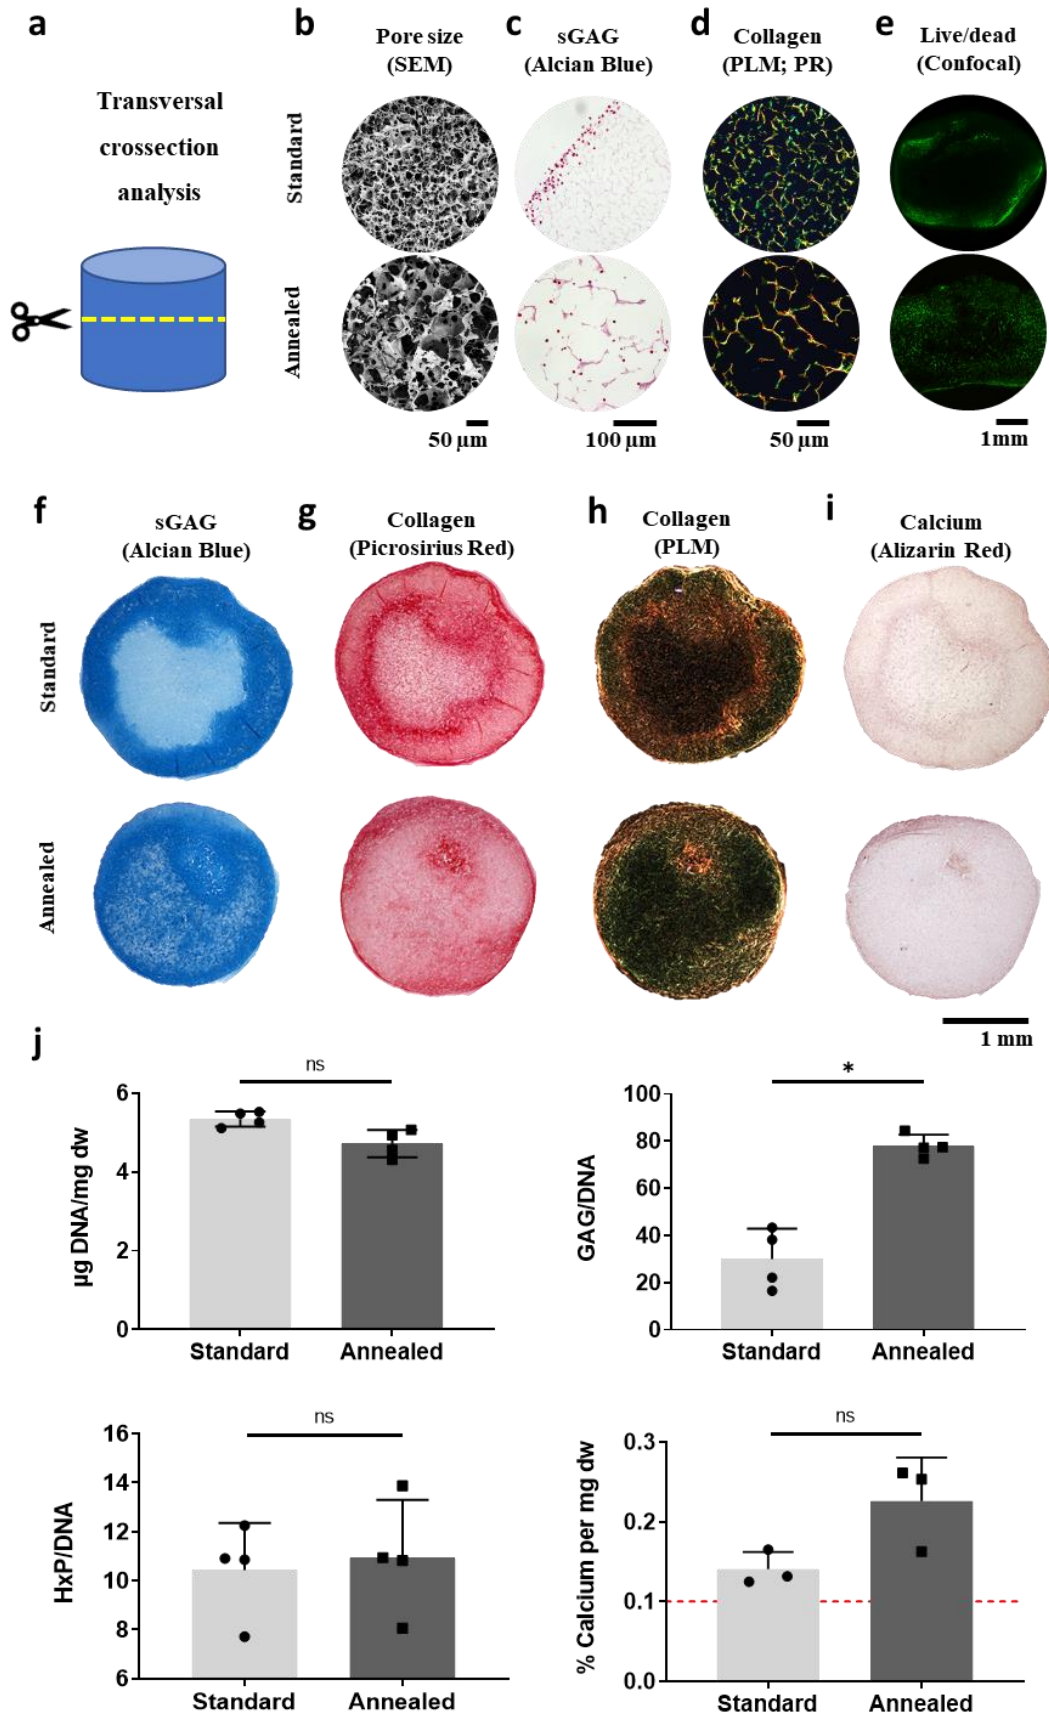 a
Transversal
crossection
analysis
b
Pore size
(SEM)
c
sGAG
(Alcian Blue)
d
Collagen
(PLM; PR)
e
Live/dead
(Confocal)
Standard
Annealed
50 µm
100 µm
50 µm
1mm
f
sGAG
(Alcian Blue)
g
Collagen
(Picrosirius Red)
h
Collagen
(PLM)
i
Calcium
(Alizarin Red)
Standard
Annealed
1 mm
j
ns
µg DNA/mg dw
6
4
2
0
Standard Annealed
*
GAG/DNA
100
80
60
40
20
0
Standard Annealed
ns
HxP/DNA
16
14
12
10
8
6
Standard Annealed
ns
% Calcium per mg dw
0.3
0.2
0.1
0.0
Standard Annealed